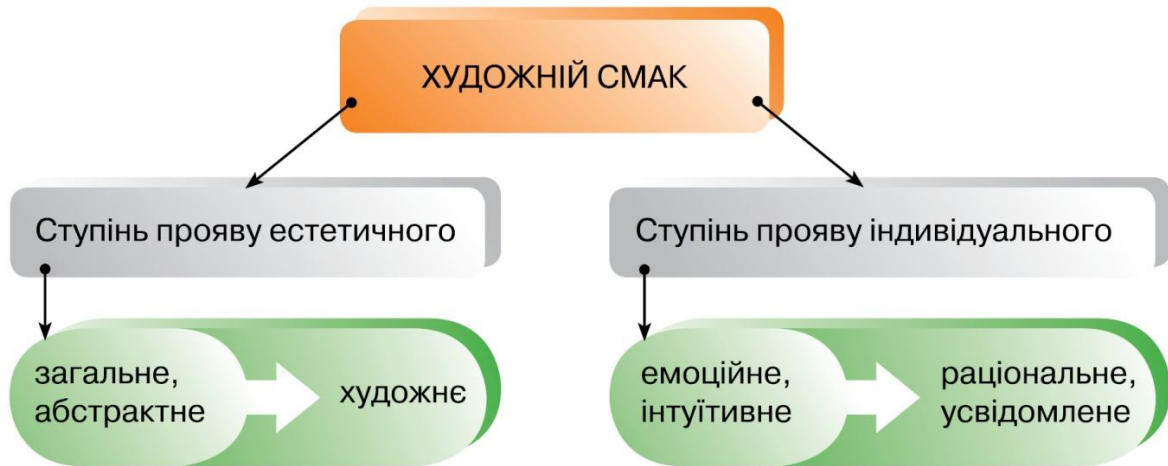 ХУДОЖНІЙ СМАК
Ступінь прояву естетичного
Ступінь прояву індивідуального
загальне,
абстрактне
художнє
емоційне,
інтуїтивне
раціональне,
усвідомлене